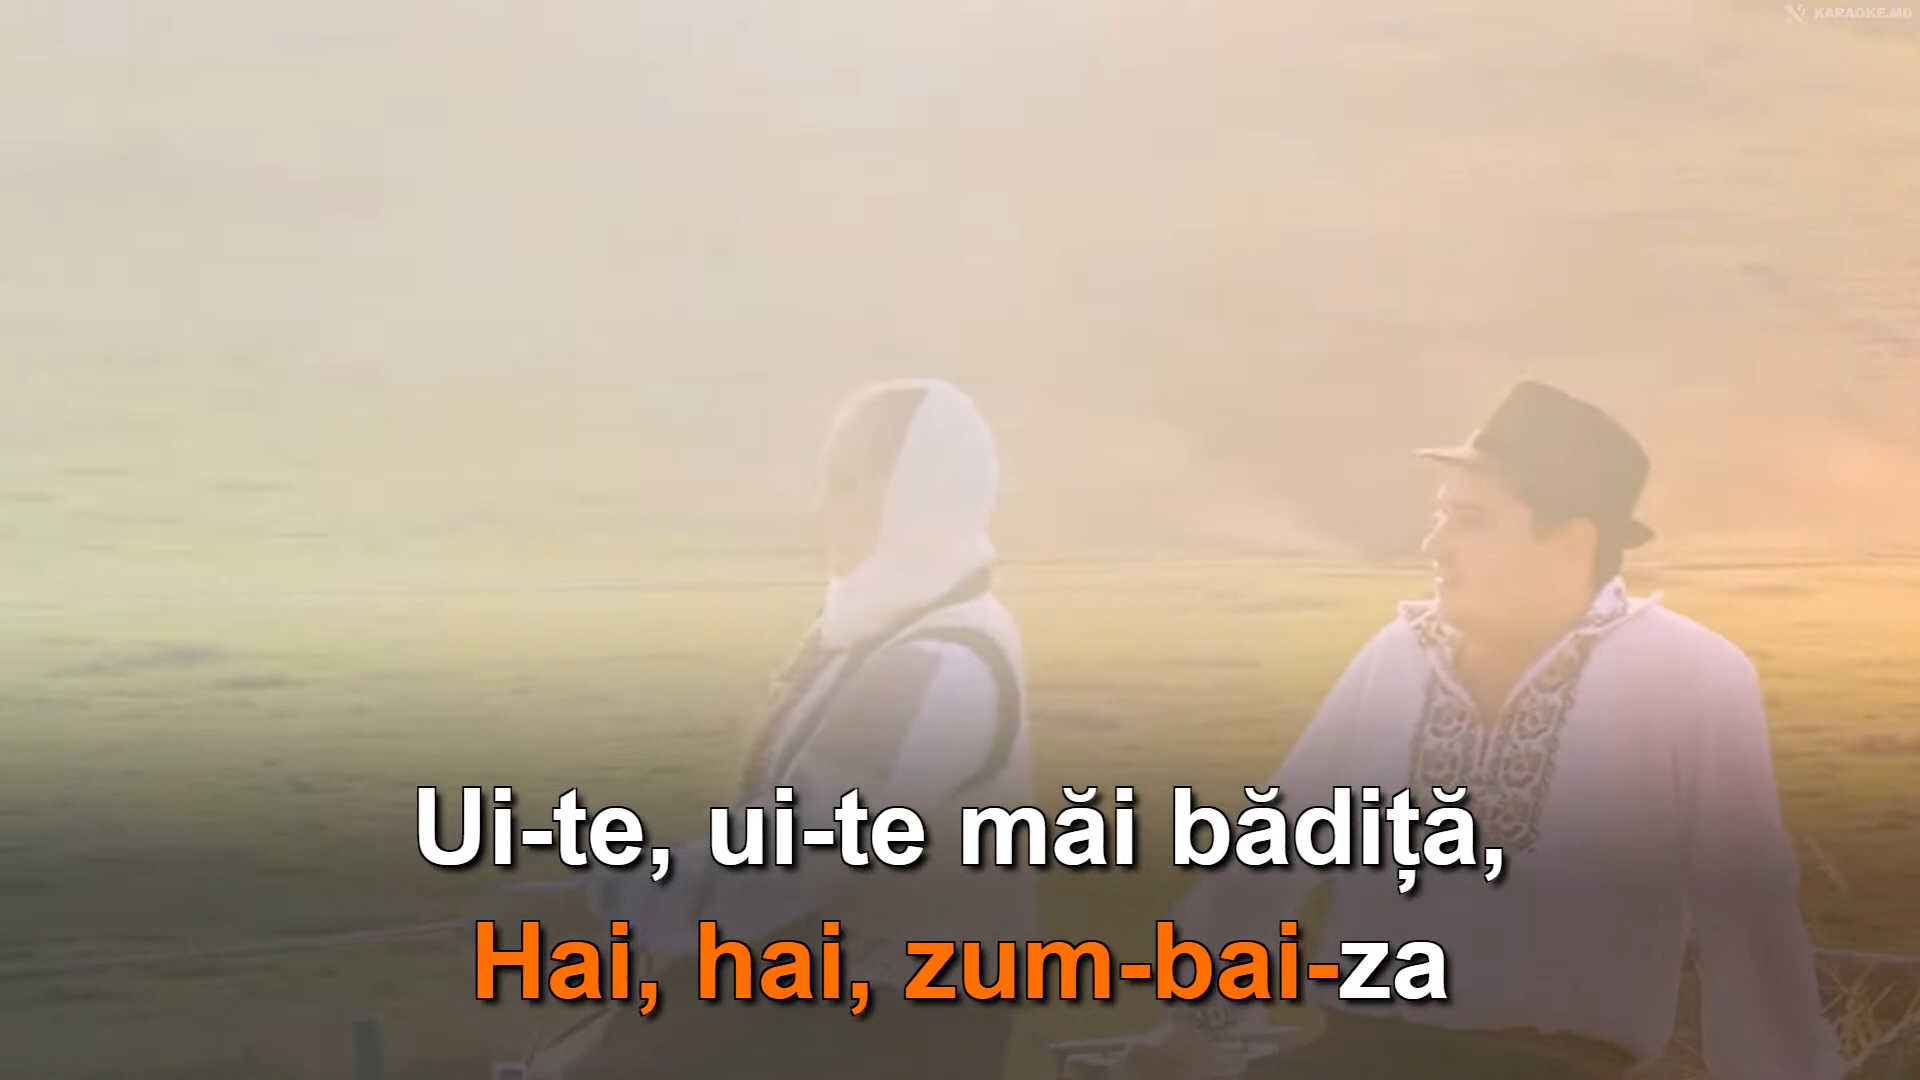 KARAOKE.MD
Ui-te, ui-te măi bădiță,
Hai, hai, zum-bai-za